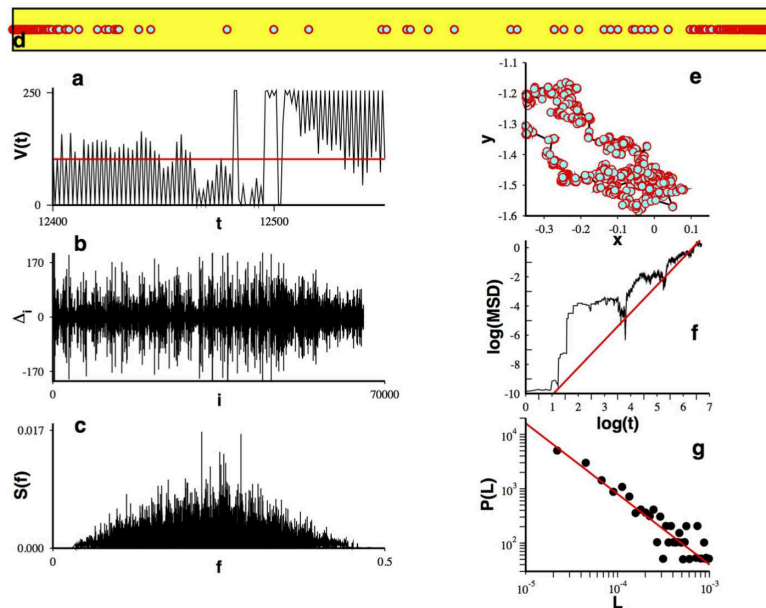 d
a
250
V(t)
0
12400
t
12500
b
170
Δi
0
-170
0
i
70000
c
0.017
S(f)
0.000
0
f
0.5
e
-1.1
-1.2
-1.3
y
-1.4
-1.5
-1.6
-0.3 -0.2 -0.1 0 0.1
x
0
-2
-4
log(MSD)
-6
f
-8
-10
0 1 2 3 4 5 6 7
log(t)
g
10^4
P(L)
10^3
10^2
10^-5
10^-4
10^-3
L